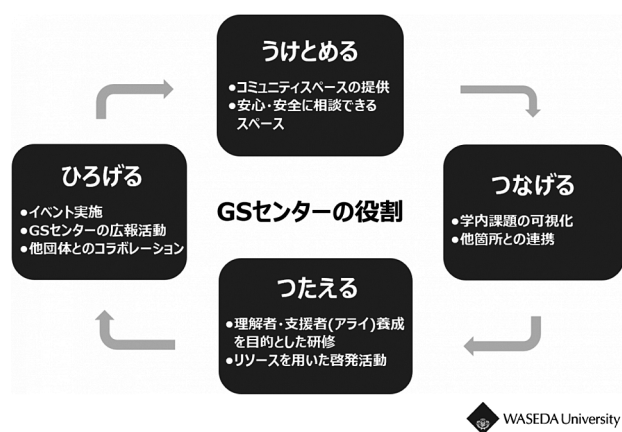 うけとめる
●コミュニティスペースの提供
●安心・安全に相談できる
スペース
ひろげる
●イベント実施
●GSセンターの広報活動
●他団体とのコラボレーション
GSセンターの役割
つなげる
●学内課題の可視化
●他箇所との連携
つたえる
●理解者・支援者(アライ)養成
を目的とした研修
●リソースを用いた啓発活動
WASEDA University